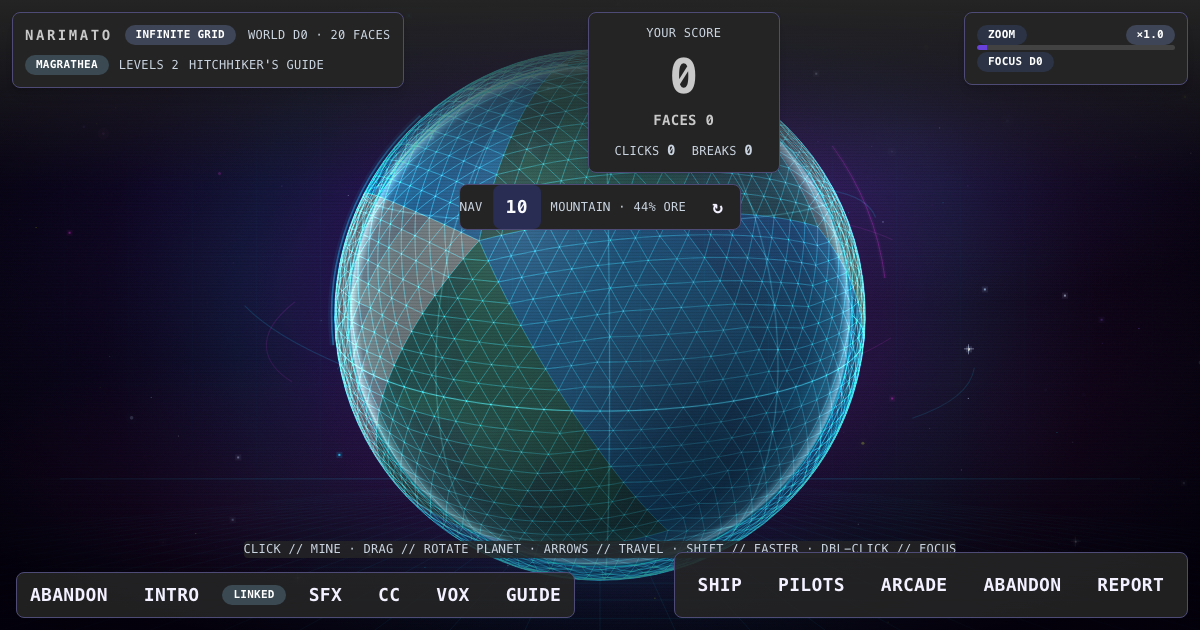 NARIMATO INFINITE GRID WORLD D0 · 20 FACES
MAGRATHEA LEVELS 2 HITCHHIKER'S GUIDE
YOUR SCORE
0
FACES 0
CLICKS 0 BREAKS 0
ZOOM ×1.0
FOCUS D0
NAV 10 MOUNTAIN · 44% ORE ↻
CLICK // MINE · DRAG // ROTATE PLANET · ARROWS // TRAVEL · SHIFT // FASTER · DBL–CLICK // FOCUS
ABANDON INTRO LINKED SFX CC VOX GUIDE
SHIP PILOTS ARCADE ABANDON REPORT